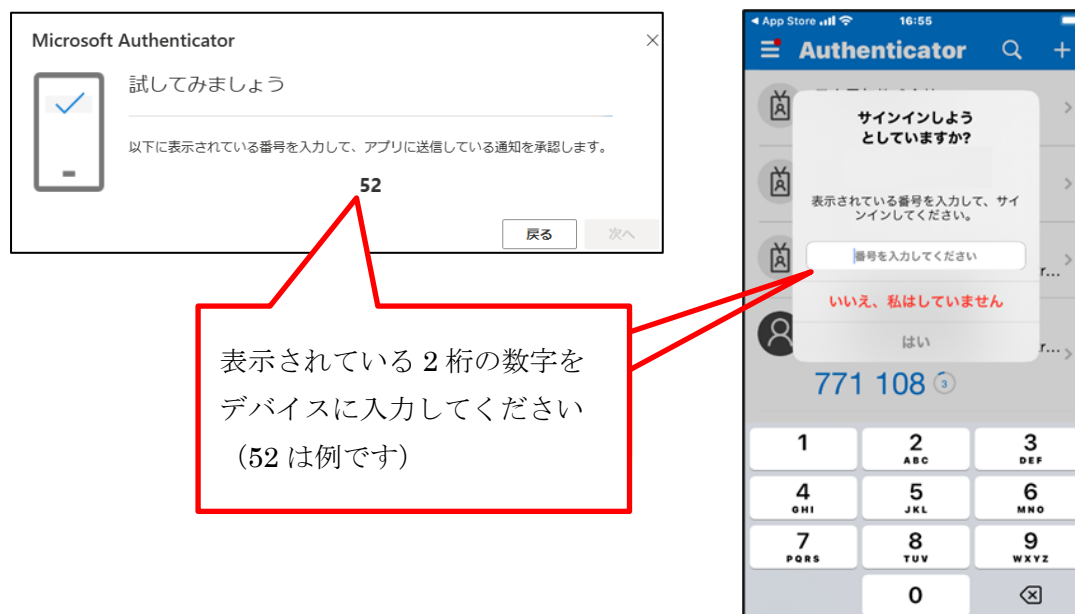 Microsoft Authenticator
試してみましょう
以下に表示されている番号を入力して、アプリに送信している通知を承認します。
52
戻る
次へ
表示されている 2 桁の数字を
デバイスに入力してください
（52 は例です）
App Store 16:55
Authenticator
サインインしよう
としていますか?
表示されている番号を入力して、サイ
ンインしてください。
番号を入力してください
r...
いいえ、私はしていません
はい
r...
771 108 3
1 2 3
ABC DEF
4 5 6
GHI JKL MNO
7 8 9
PQRS TUV WXYZ
0